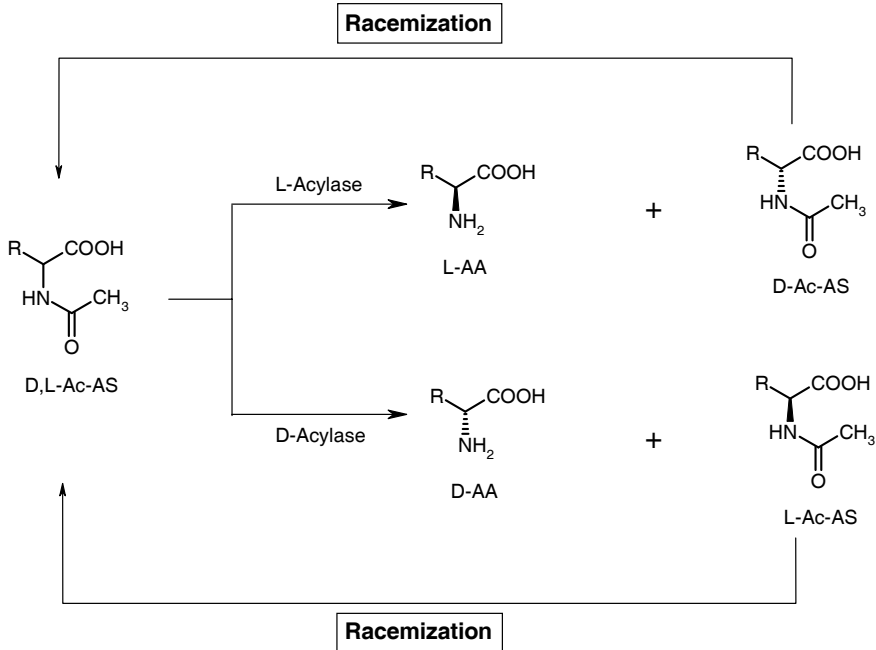 Racemization
L-Acylase
R COOH
NH2
L-AA
+
R COOH
HN CH3
O
D-Ac-AS
R COOH
HN CH3
O
D,L-Ac-AS
D-Acylase
R COOH
NH2
D-AA
+
R COOH
HN CH3
O
L-Ac-AS
Racemization